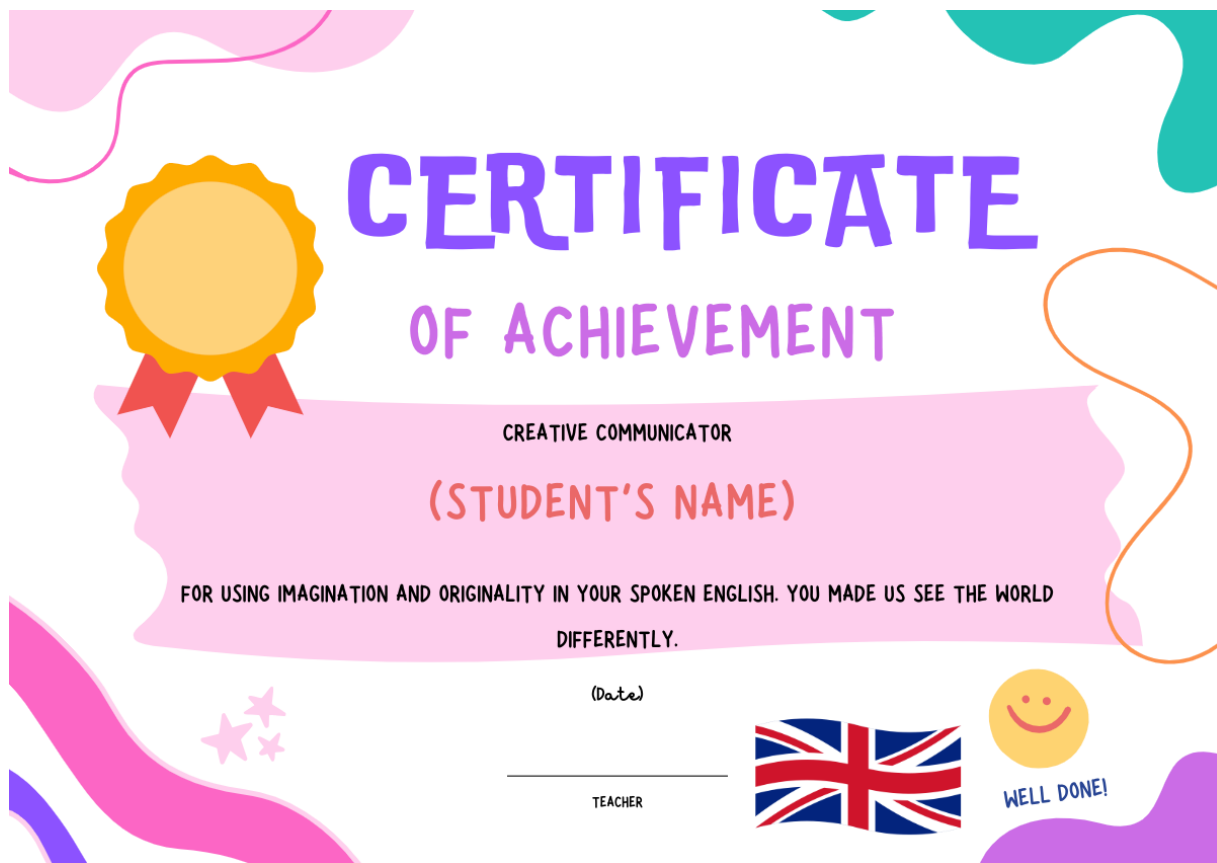 CERTIFICATE
OF ACHIEVEMENT
CREATIVE COMMUNICATOR
(STUDENT'S NAME)
FOR USING IMAGINATION AND ORIGINALITY IN YOUR SPOKEN ENGLISH. YOU MADE US SEE THE WORLD
DIFFERENTLY.
(Date)
TEACHER
WELL DONE!